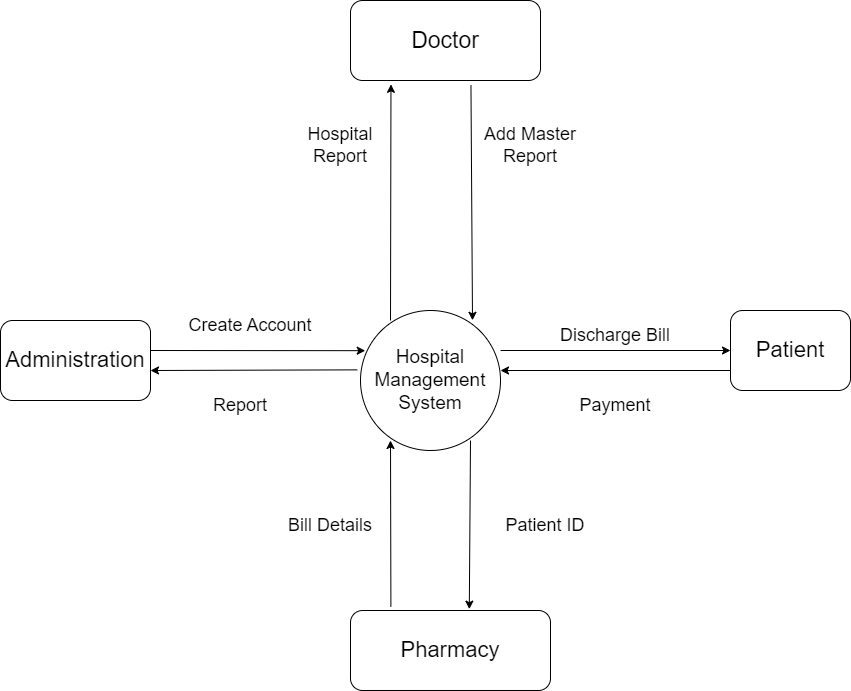 Doctor
Hospital
Report
Add Master
Report
Create Account
Administration
Report
Hospital
Management
System
Discharge Bill
Patient
Payment
Bill Details
Patient ID
Pharmacy